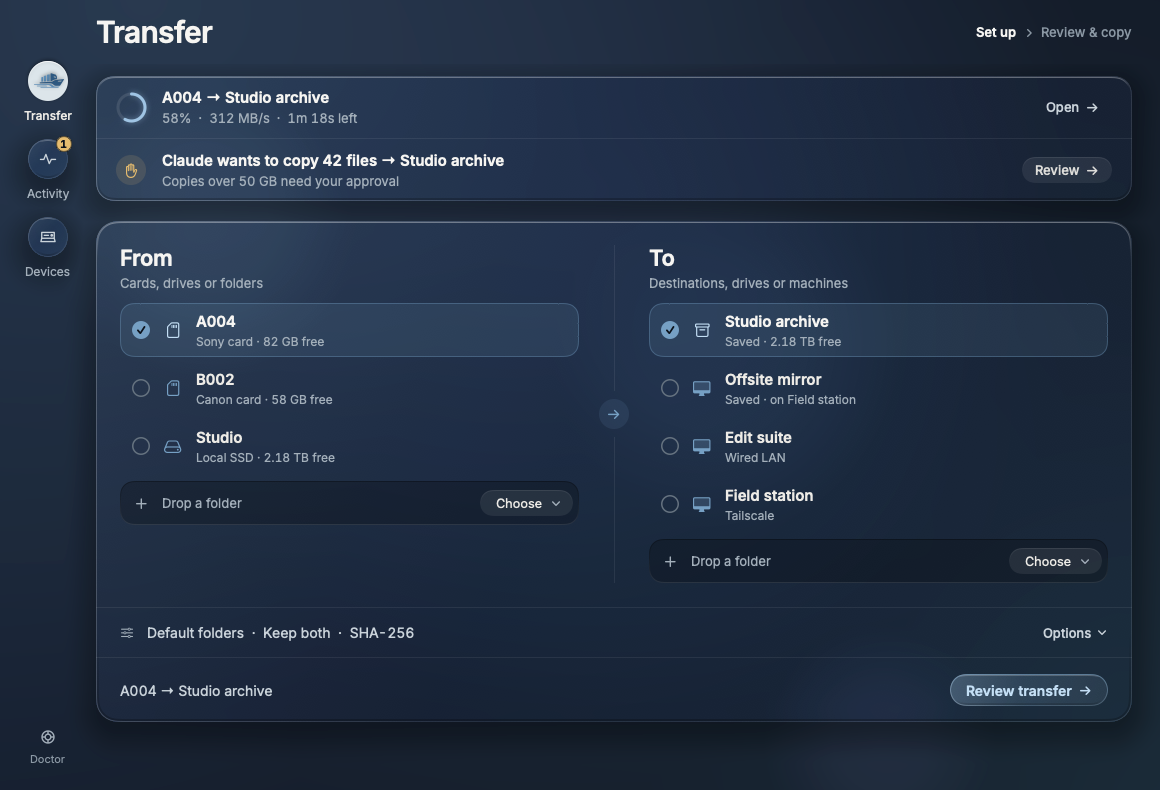 Transfer
Set up
Review & copy
Transfer
1
Activity
Devices
Doctor
A004 → Studio archive
58% · 312 MB/s · 1m 18s left
Open →
Claude wants to copy 42 files → Studio archive
Copies over 50 GB need your approval
Review →
From
Cards, drives or folders
A004
Sony card · 82 GB free
B002
Canon card · 58 GB free
Studio
Local SSD · 2.18 TB free
Drop a folder
Choose
To
Destinations, drives or machines
Studio archive
Saved · 2.18 TB free
Offsite mirror
Saved · on Field station
Edit suite
Wired LAN
Field station
Tailscale
Drop a folder
Choose
Default folders · Keep both · SHA-256
Options
A004 → Studio archive
Review transfer →